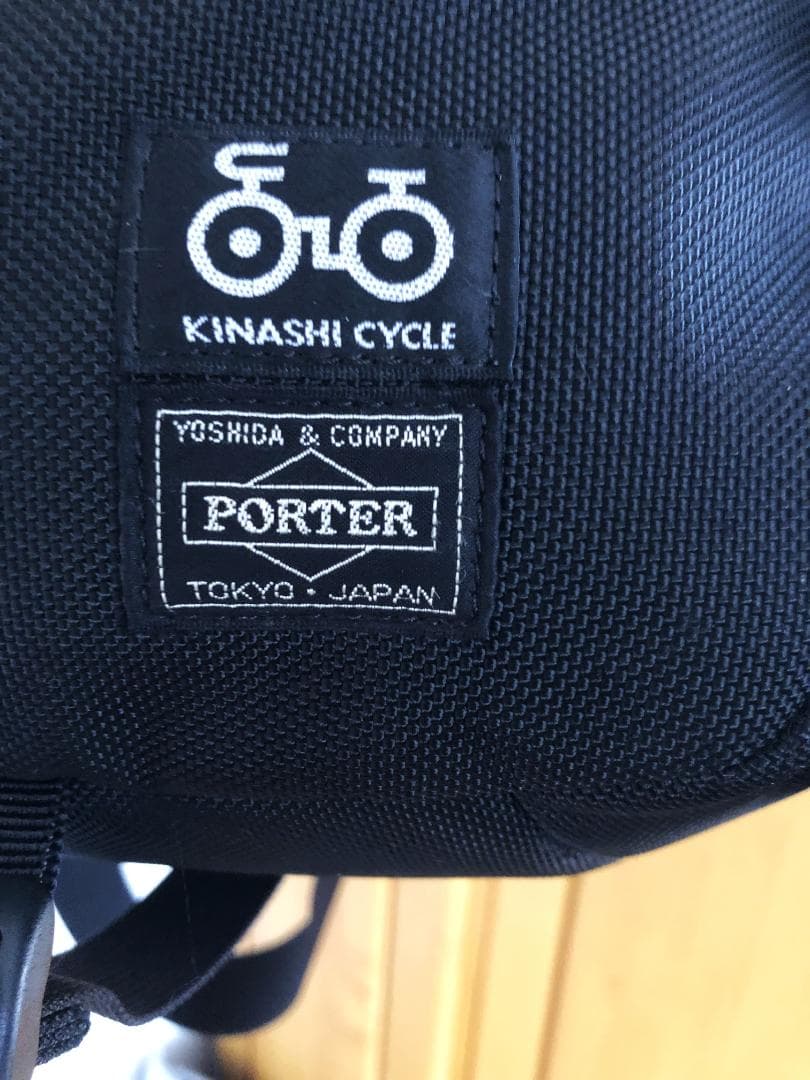 KINASHI CYCLE
YOSHIDA & COMPANY
PORTER
TOKYO・JAPAN